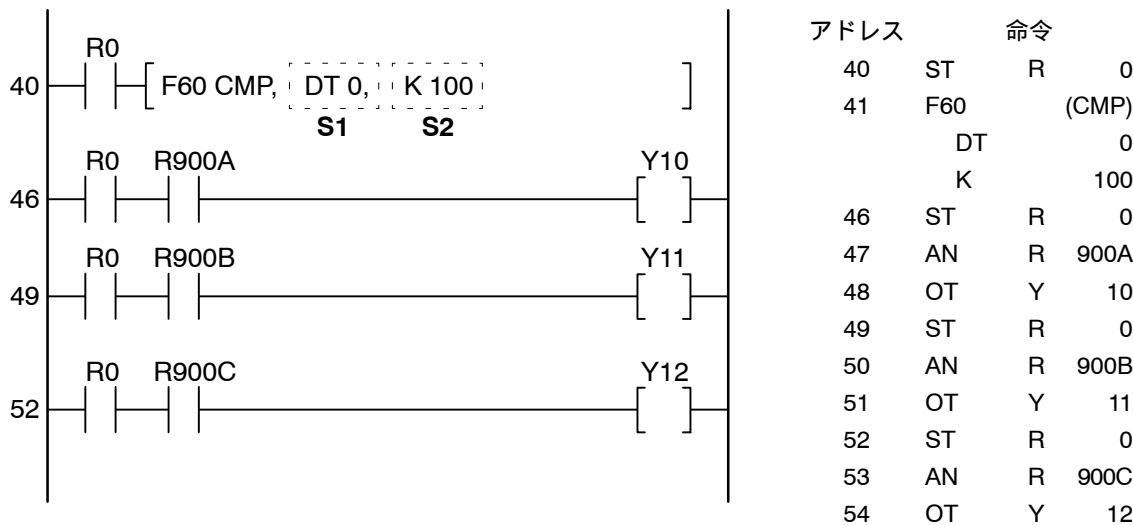 R0
40 F60 CMP, DT 0, K 100
S1 S2
R0 R900A Y10
46
R0 R900B Y11
49
R0 R900C Y12
52
アドレス 命令
40 ST R 0
41 F60 (CMP)
DT 0
K 100
46 ST R 0
47 AN R 900A
48 OT Y 10
49 ST R 0
50 AN R 900B
51 OT Y 11
52 ST R 0
53 AN R 900C
54 OT Y 12